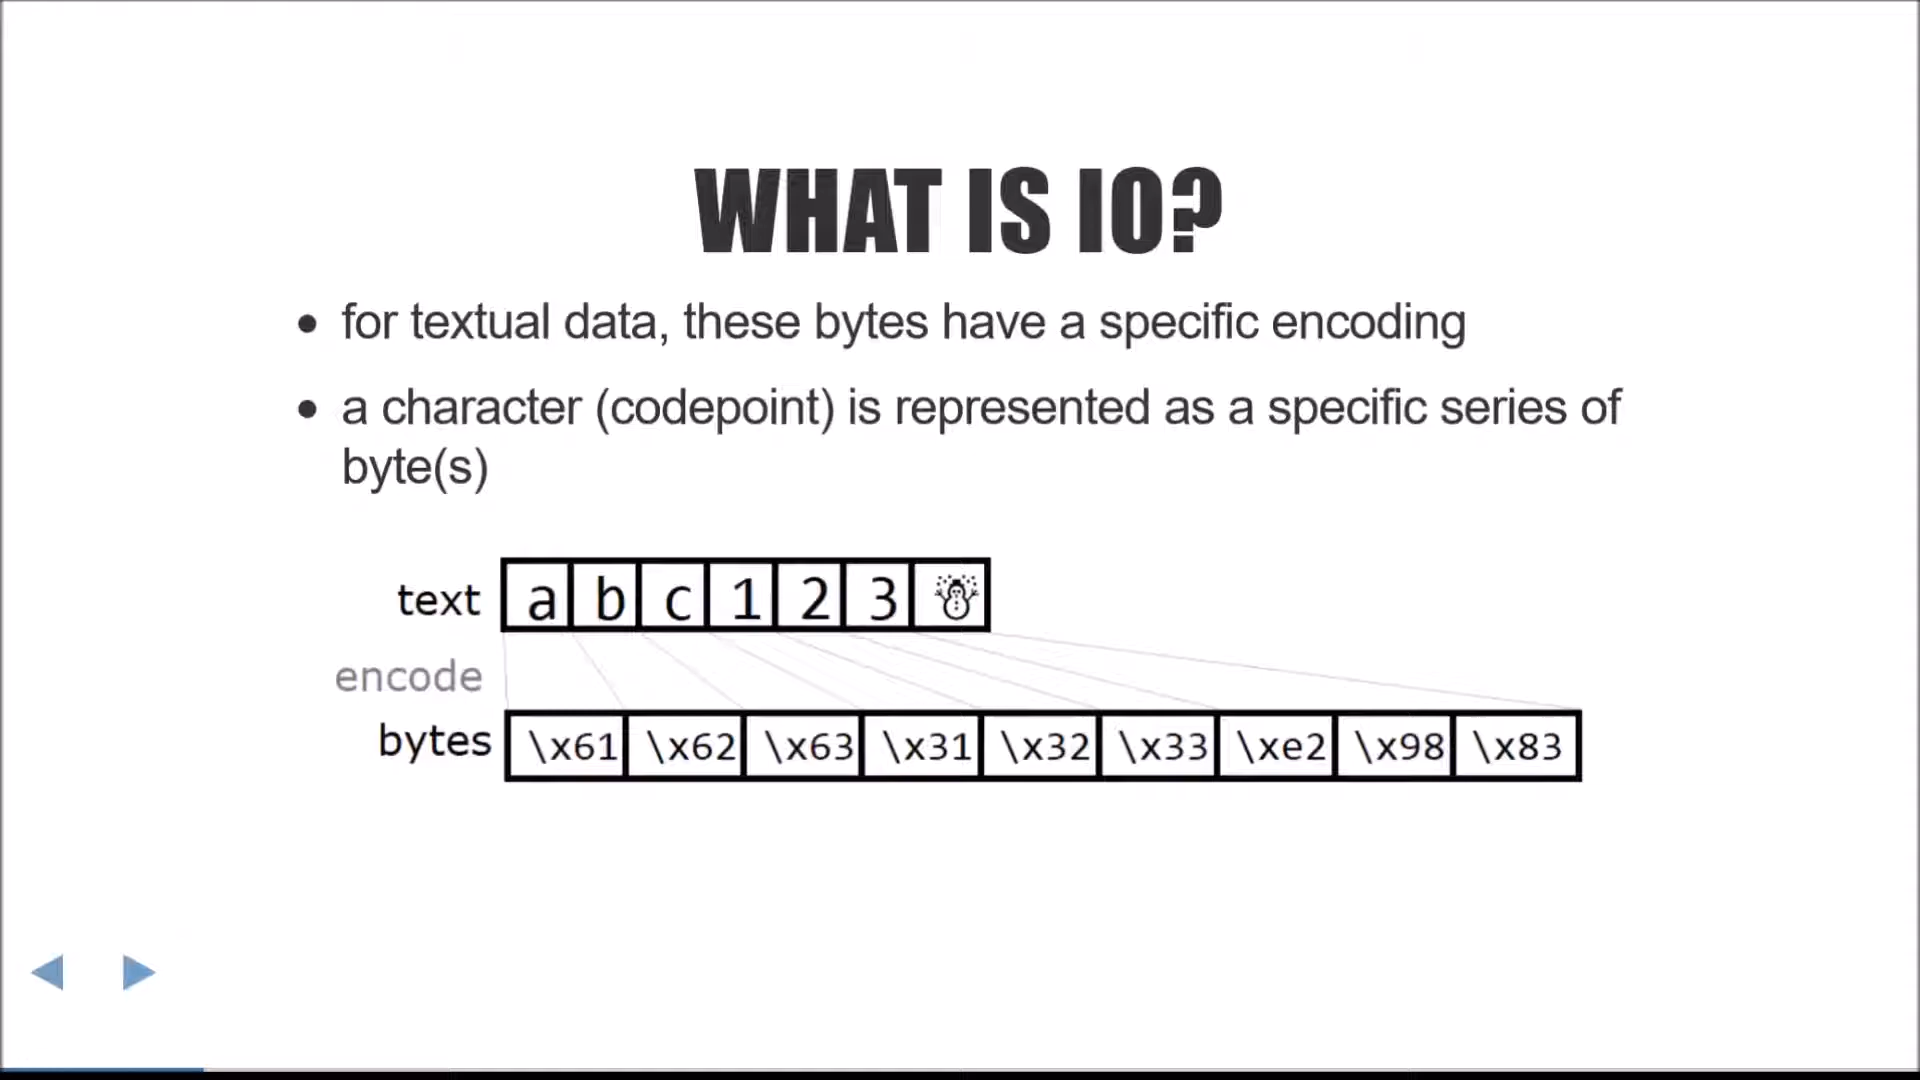 WHAT IS IO?
• for textual data, these bytes have a specific encoding
• a character (codepoint) is represented as a specific series of
byte(s)
text a b c 1 2 3 ☃
encode
bytes \x61 \x62 \x63 \x31 \x32 \x33 \xe2 \x98 \x83